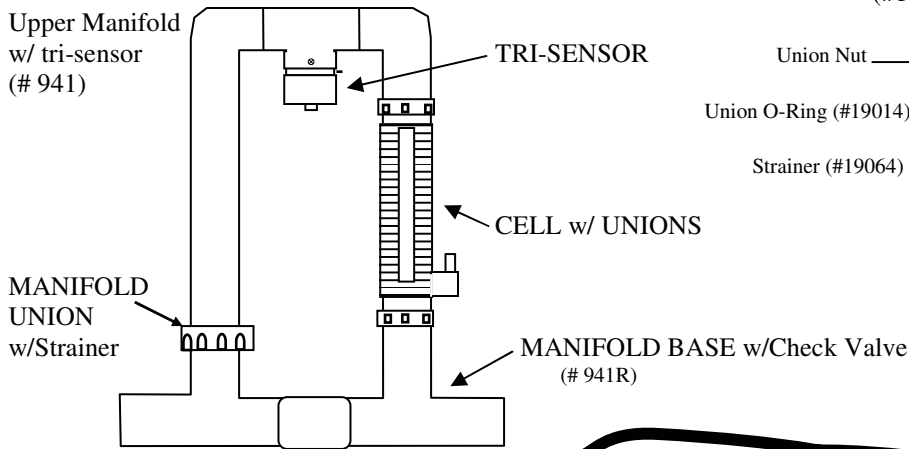 Upper Manifold
w/ tri-sensor
(# 941)
TRI-SENSOR
Union Nut
Union O-Ring (#19014)
Strainer (#19064)
CELL w/ UNIONS
MANIFOLD
UNION
w/Strainer
MANIFOLD BASE w/Check Valve
(# 941R)